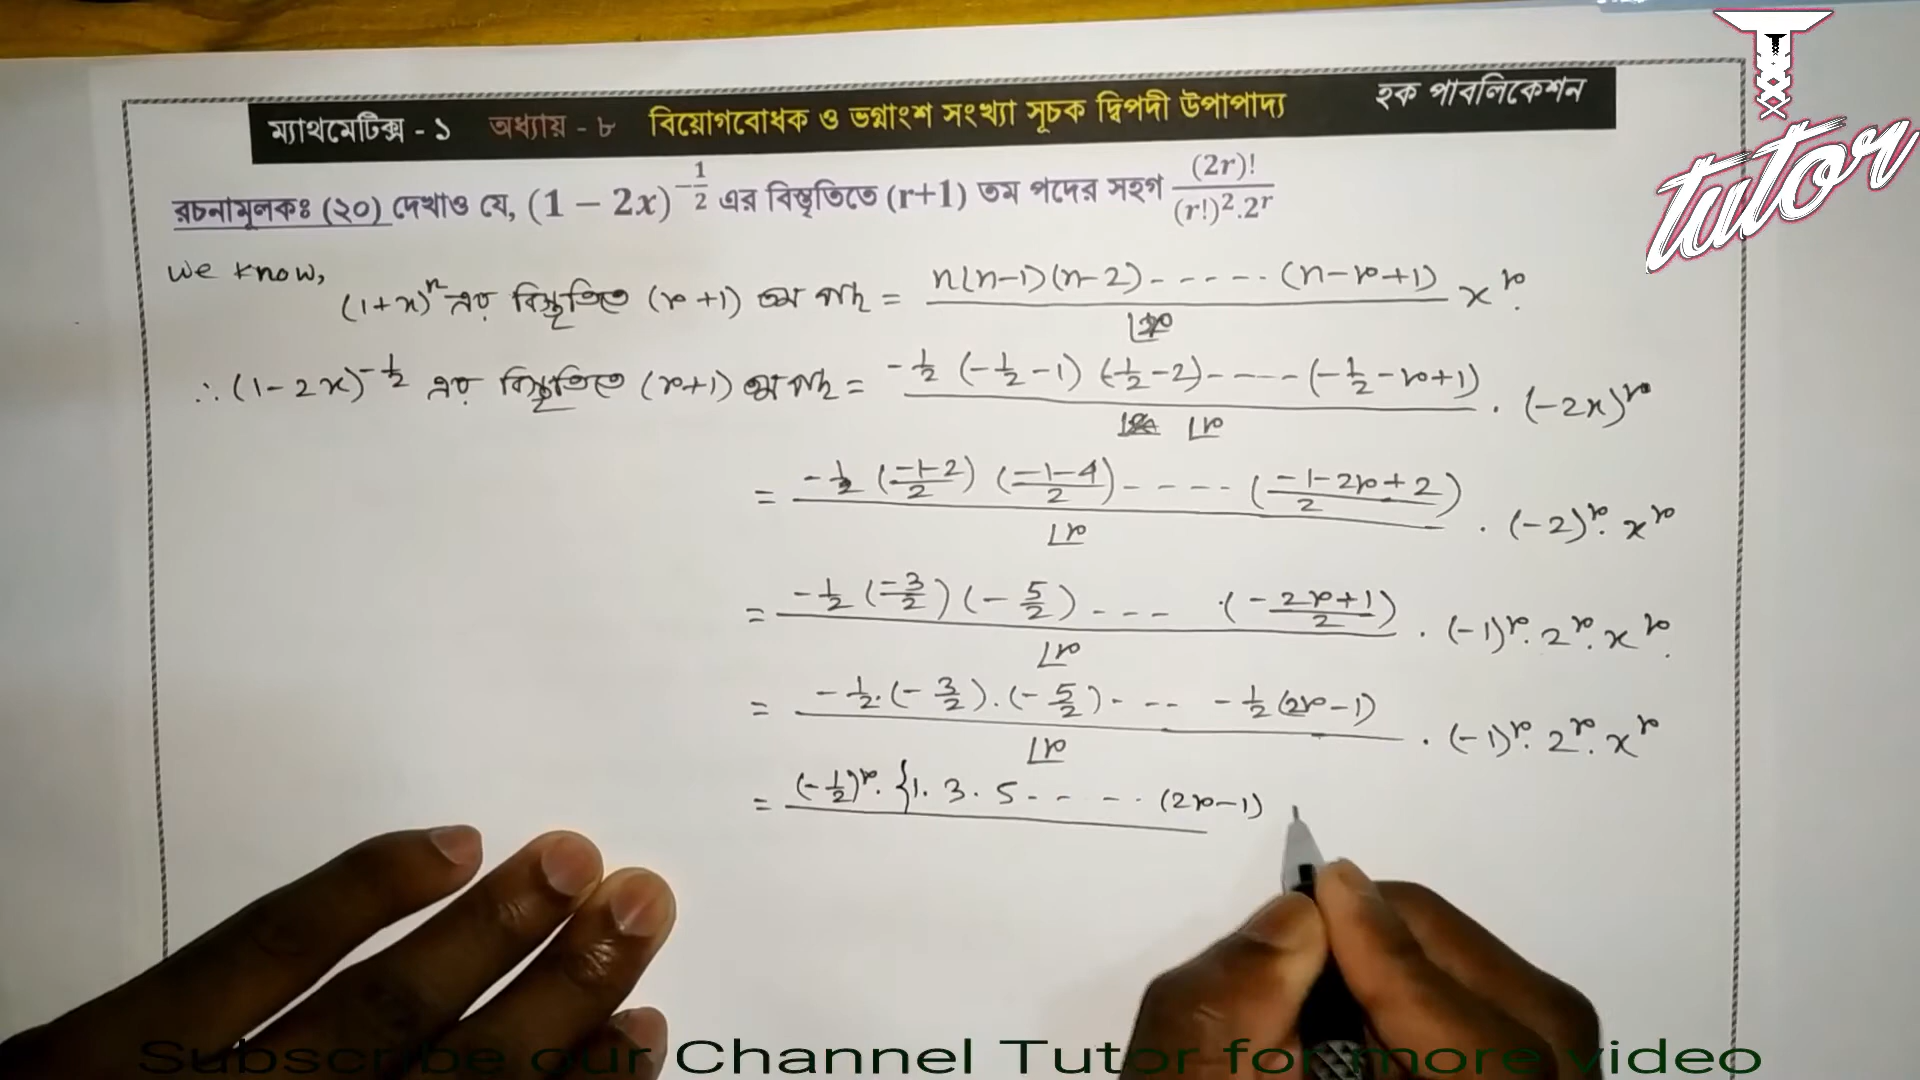 T
tutor
ম্যাথমেটিক্স - ১ অধ্যায় - ৮ বিয়োগবোধক ও ভগ্নাংশ সংখ্যা সূচক দ্বিপদী উপাপাদ্য হক পাবলিকেশন
রচনামূলকঃ (২০) দেখাও যে, (1 − 2x)^{-1/2} এর বিস্তৃতিতে (r+1) তম পদের সহগ (2r)!/((r!)^2.2^r)
We know,
(1+x)^n এর বিস্তৃতিতে (r+1) তম পদ = n(n-1)(n-2)-----(n-r+1)/⌊r x^r.
∴ (1-2x)^{-1/2} এর বিস্তৃতিতে (r+1) তম পদ = -1/2 (-1/2-1) (-1/2-2)-----(-1/2-r+1)/⌊r . (-2x)^r
= -1/2 ((-1-2)/2) ((-1-4)/2)----((-1-2r+2)/2)/⌊r . (-2)^r. x^r
= -1/2 (-3/2) (-5/2)--- (-(2r+1)/2)/⌊r . (-1)^r. 2^r. x^r.
= -1/2.(-3/2).(-5/2)---- -1/2(2r-1)/⌊r . (-1)^r. 2^r. x^r
= (-1/2)^r. {1. 3. 5----- (2r-1)
Subscribe our Channel Tutor for more video